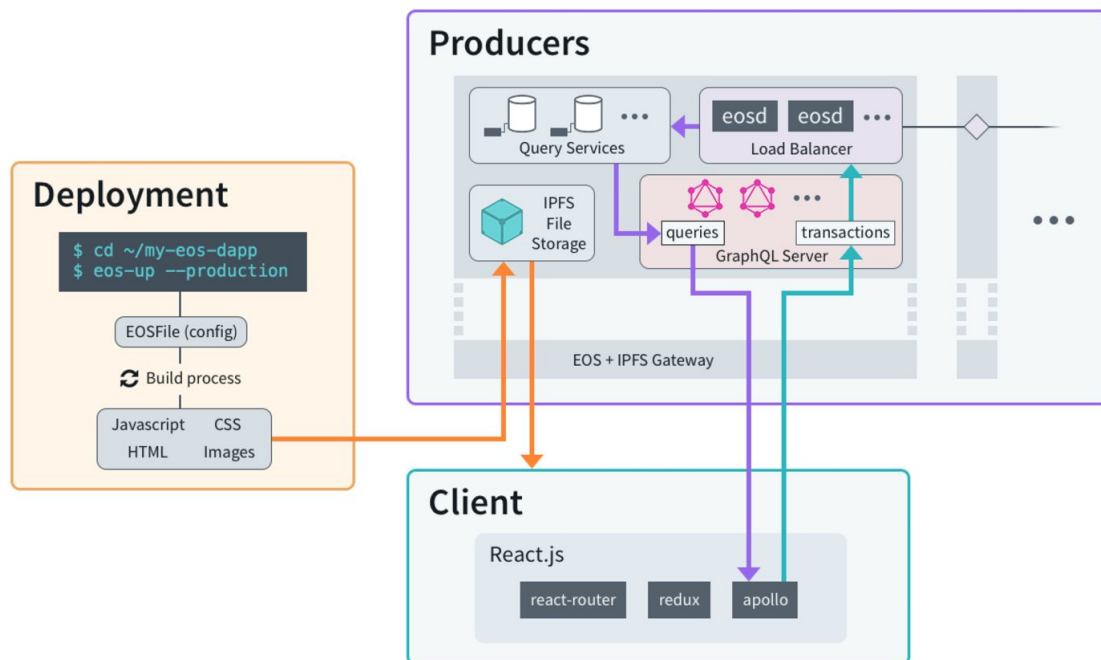 Producers
eosd eosd
Query Services
Load Balancer
IPFS
File
Storage
queries
transactions
GraphQL Server
EOS + IPFS Gateway
Deployment
$ cd ~/my-eos-dapp
$ eos-up --production
EOSFile (config)
Build process
Javascript CSS
HTML Images
Client
React.js
react-router redux apollo